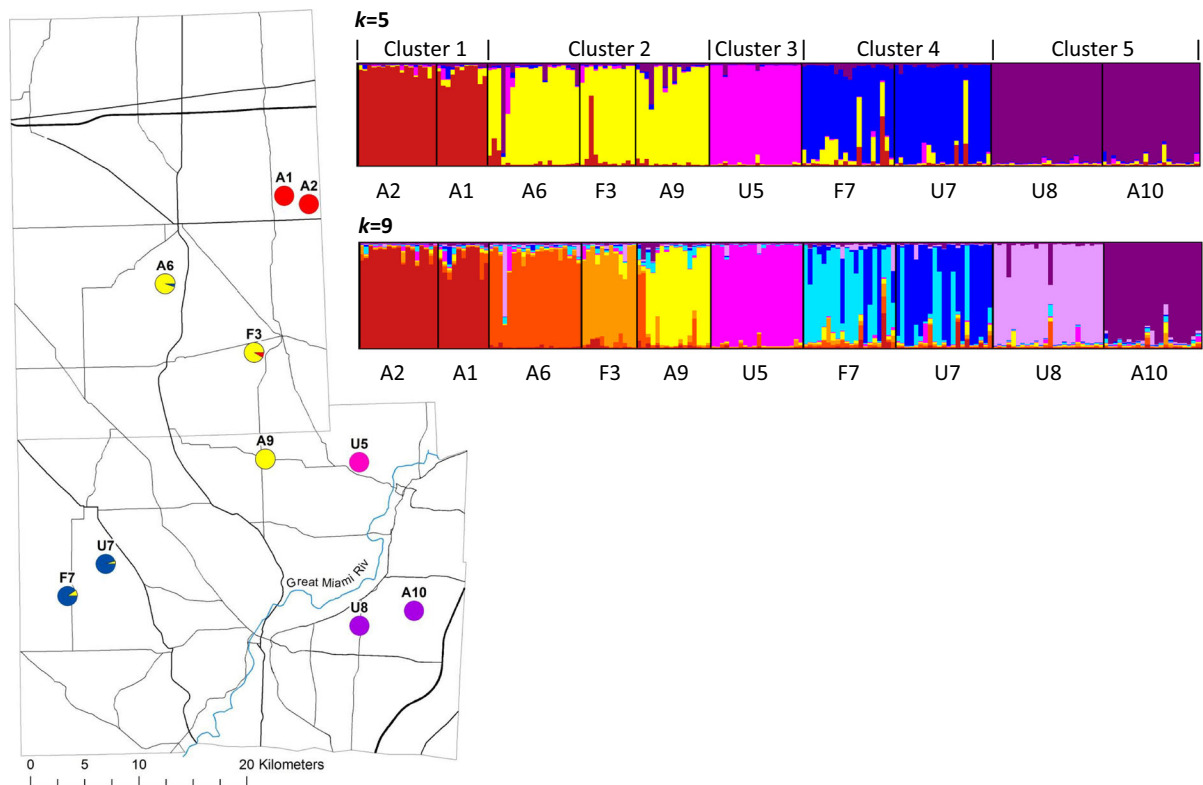 k=5
| Cluster 1 | Cluster 2 | Cluster 3 | Cluster 4 | Cluster 5 |
A2 A1 A6 F3 A9 U5 F7 U7 U8 A10
k=9
A2 A1 A6 F3 A9 U5 F7 U7 U8 A10
A1
A2
A6
F3
A9
U5
U7
F7
Great Miami Riv
A10
U8
0 5 10 20 Kilometers